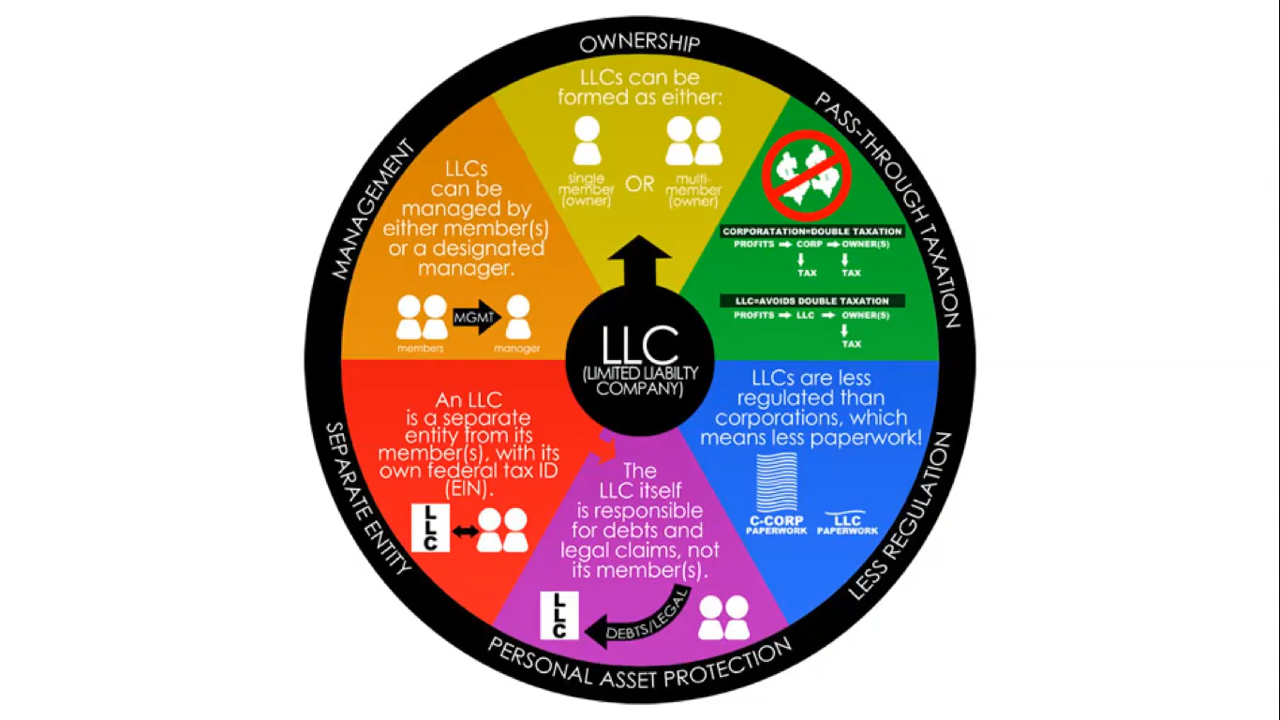 OWNERSHIP
LLCs can be
formed as either:
single
member
(owner)
OR
multi-
member
(owner)
PASS-THROUGH TAXATION
CORPORATATION=DOUBLE TAXATION
PROFITS CORP OWNER(S)
TAX TAX
LLC=AVOIDS DOUBLE TAXATION
PROFITS LLC OWNER(S)
TAX
LESS REGULATION
LLCs are less
regulated than
corporations, which
means less paperwork!
C-CORP
PAPERWORK
LLC
PAPERWORK
PERSONAL ASSET PROTECTION
The
LLC itself
is responsible
for debts and
legal claims, not
its member(s).
LLC
DEBTS/LEGAL
SEPARATE ENTITY
An LLC
is a separate
entity from its
member(s), with its
own federal tax ID
(EIN).
LLC
MANAGEMENT
LLCs
can be
managed by
either member(s)
or a designated
manager.
MGMT
members
manager
LLC
(LIMITED LIABILTY
COMPANY)